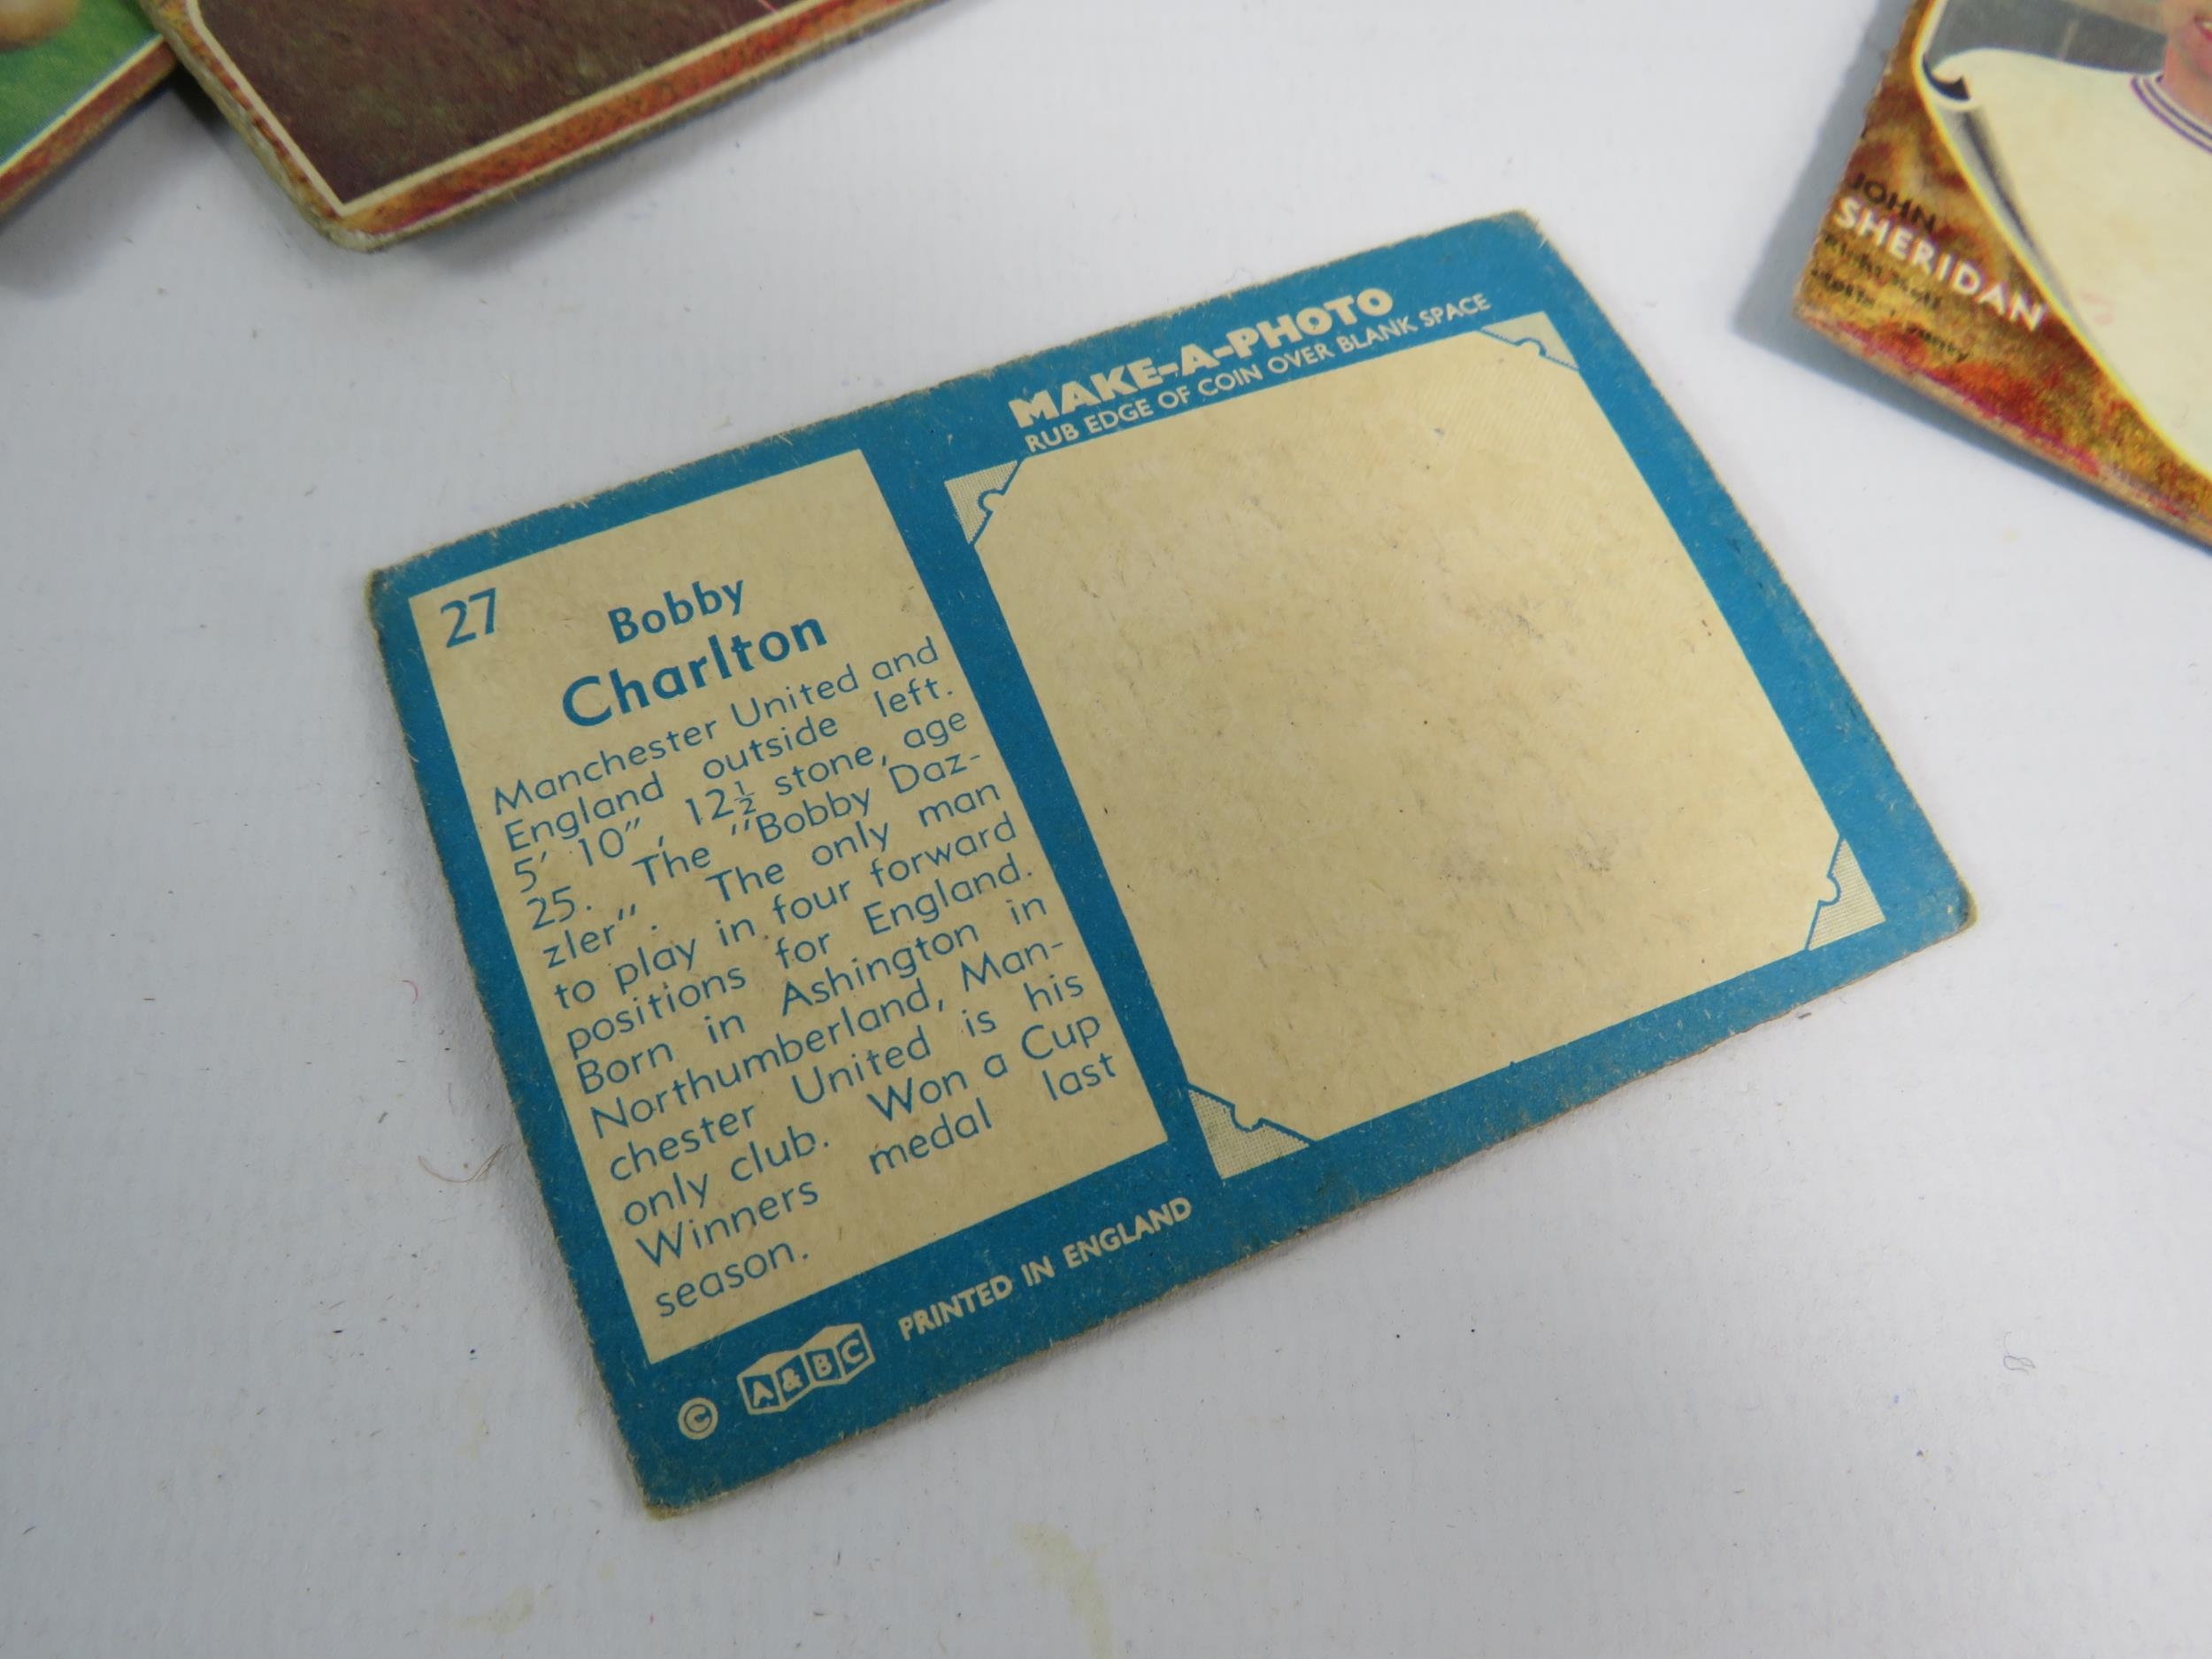 27
Bobby
Charlton
Manchester United and
England outside left.
5' 10", 12½ stone, age
25. The "Bobby Daz-
zler". The only man
to play in four forward
positions for England.
Born in Ashington in
Northumberland, Man-
chester United is his
only club. Won a Cup
Winners medal last
season.
© A&BC PRINTED IN ENGLAND
MAKE-A-PHOTO
RUB EDGE OF COIN OVER BLANK SPACE
JOHN
SHERIDAN